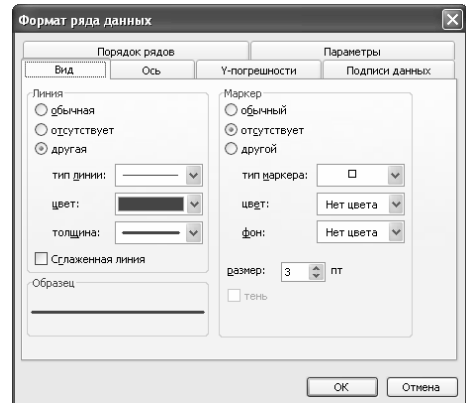 Формат ряда данных
Порядок рядов
Параметры
Вид
Ось
Y-погрешности
Подписи данных
Линия
обычная
отсутствует
другая
тип линии:
цвет:
толщина:
Сглаженная линия
Образец
Маркер
обычный
отсутствует
другой
тип маркера:
цвет: Нет цвета
фон: Нет цвета
размер: 3 пт
тень
ОК
Отмена